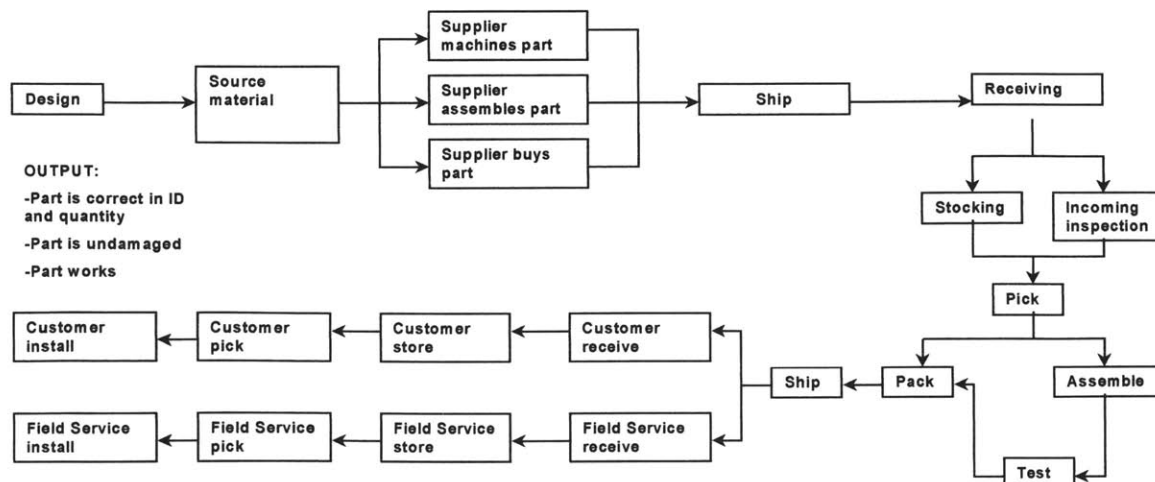 Design
Source
material
Supplier
machines part
Supplier
assembles part
Supplier buys
part
Ship
Receiving
OUTPUT:
-Part is correct in ID
and quantity
-Part is undamaged
-Part works
Stocking
Incoming
inspection
Pick
Customer
install
Customer
pick
Customer
store
Customer
receive
Ship
Pack
Assemble
Field Service
install
Field Service
pick
Field Service
store
Field Service
receive
Test